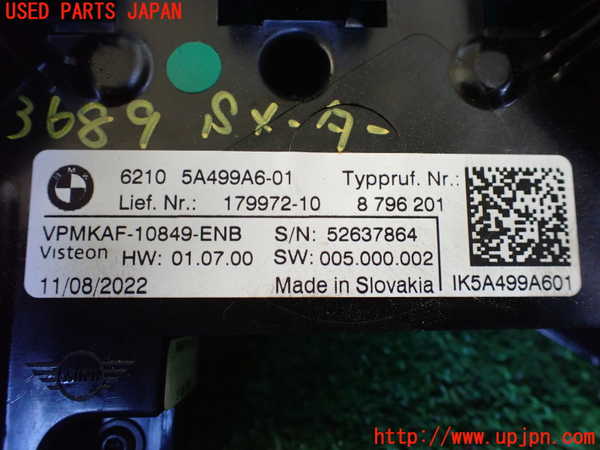 USED PARTS JAPAN
3689 SX-A-
BMW
6210 5A499A6-01 Typpruf. Nr.:
Lief. Nr.: 179972-10 8 796 201
VPMKAF-10849-ENB S/N: 52637864
Visteon HW: 01.07.00 SW: 005.000.002
11/08/2022 Made in Slovakia IK5A499A601
http://www.upjpn.com/